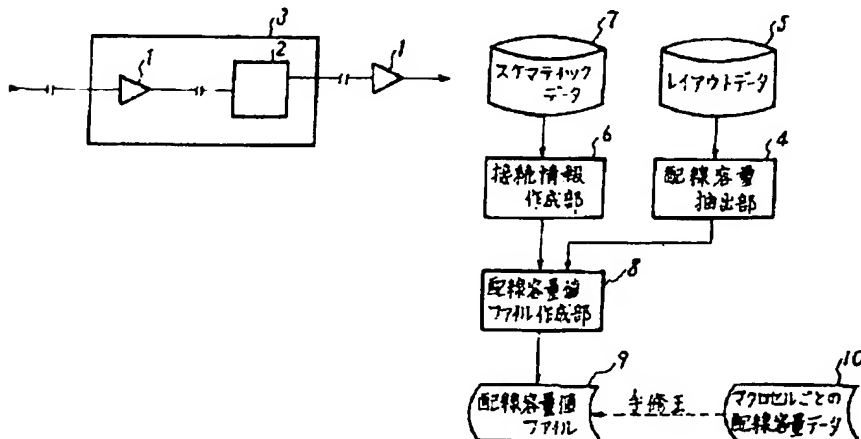 3
1
2
1
7
スケマティック
データ
5
レイアウトデータ
6
接続情報
作成部
4
配線容量
抽出部
8
配線容量値
ファイル作成部
9
配線容量値
ファイル
手修正
10
マクロセルごとの
配線容量データ